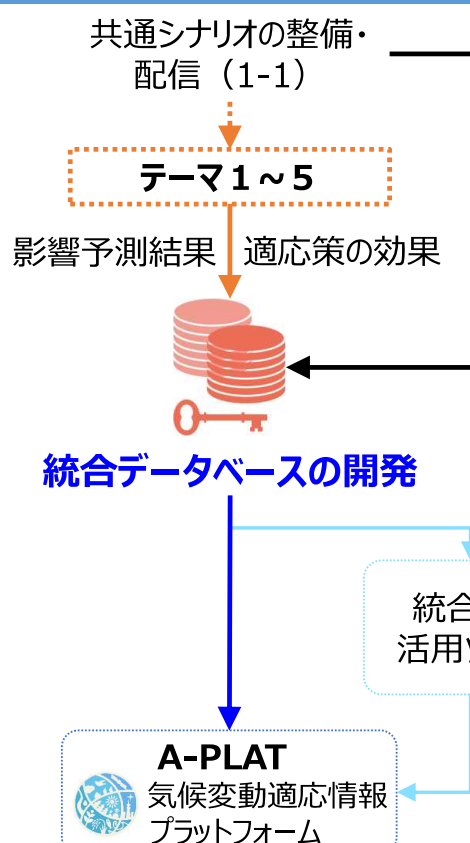 共通シナリオの整備・
配信（1-1）
テーマ１～５
影響予測結果 適応策の効果
統合データベースの開発
統合
活用
A-PLAT
気候変動適応情報
プラットフォーム